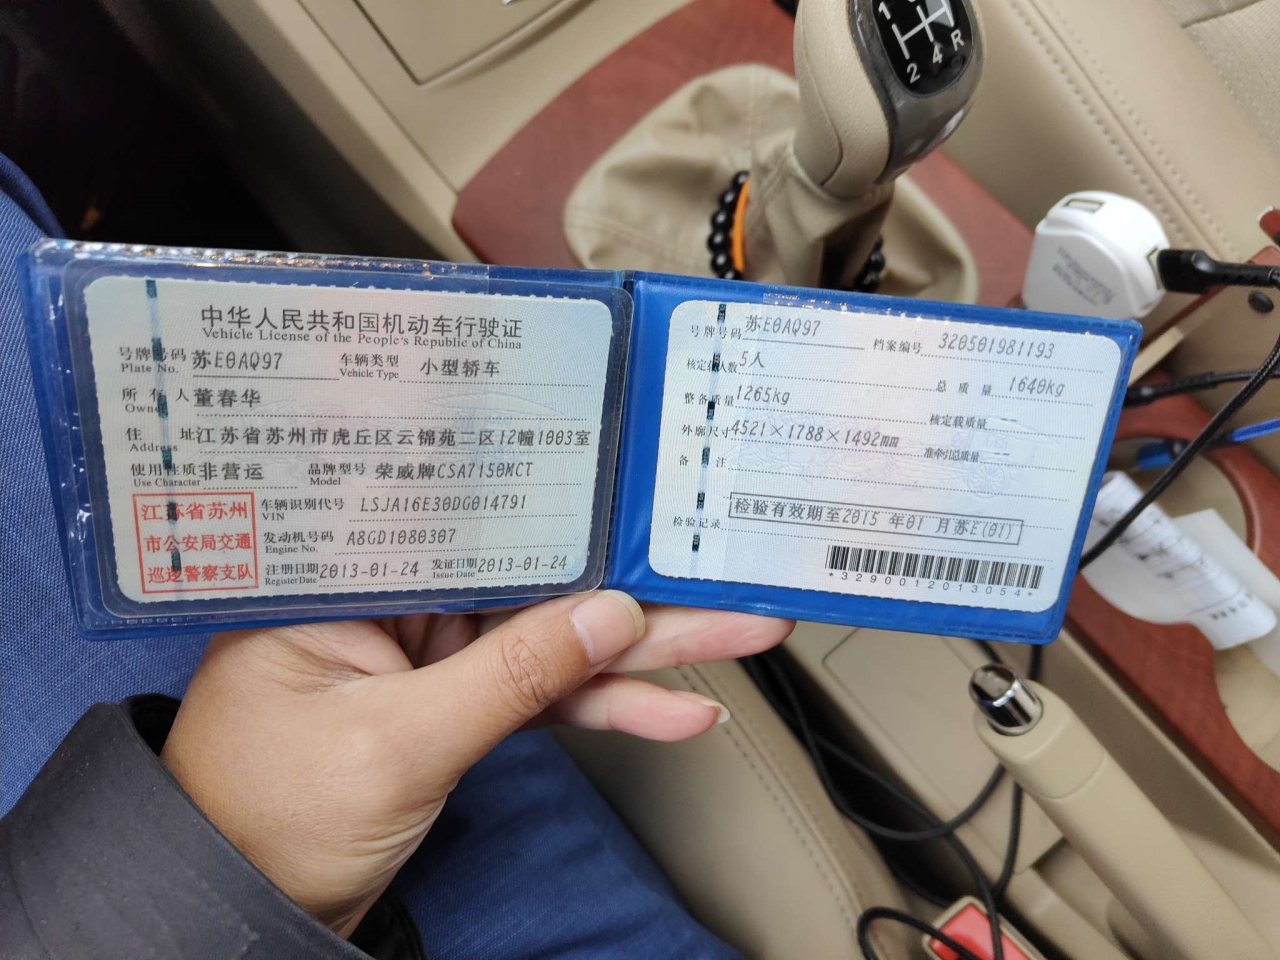 中华人民共和国机动车行驶证
Vehicle License of the People's Republic of China
号牌号码 苏E0AQ97 车辆类型 小型轿车
Plate No. Vehicle Type
所有人 董春华
Owner
住址 江苏省苏州市虎丘区云锦苑二区12幢1003室
Address
使用性质 非营运 品牌型号 荣威牌CSA7150MCT
Use Character Model
江苏省苏州
市公安局交通
巡逻警察支队
车辆识别代号 LSJA16E30DG014791
VIN
发动机号码 A8GD1080307
Engine No.
注册日期 2013-01-24 发证日期 2013-01-24
Register Date Issue Date
号牌号码 苏E0AQ97 档案编号 320501981193
核定载人数 5人 总质量 1640kg
整备质量 1265kg 核定载质量 --
外廓尺寸 4521×1788×1492 准牵引总质量 --
备注
检验记录 检验有效期至2015 年01 月苏E(01)
*3290012013054*
1
2 4 R